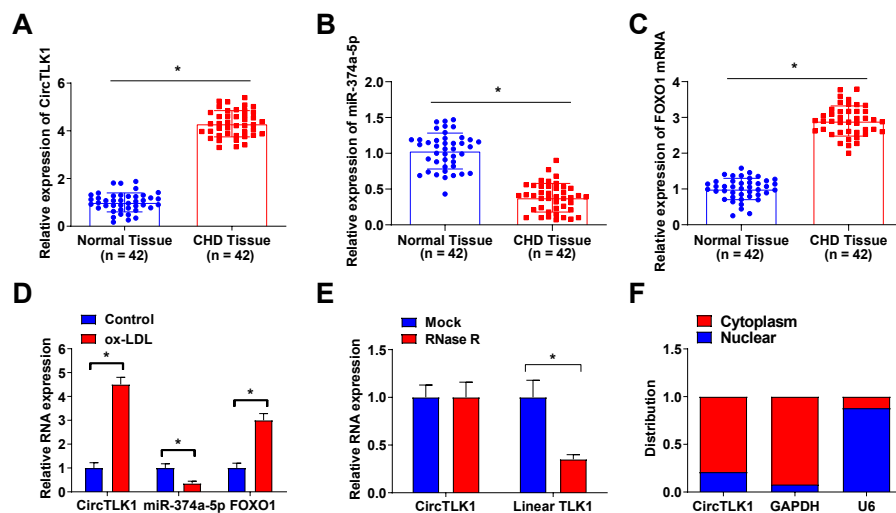 A
Relative expression of CircTLK1
6
4
2
0
*
Normal Tissue
(n = 42)
CHD Tissue
(n = 42)
B
Relative expression of miR-374a-5p
2.0
1.5
1.0
0.5
0.0
*
Normal Tissue
(n = 42)
CHD Tissue
(n = 42)
C
Relative expression of FOXO1 mRNA
4
3
2
1
0
*
Normal Tissue
(n = 42)
CHD Tissue
(n = 42)
D
Control
ox-LDL
Relative RNA expression
6
5
4
3
2
1
0
*
*
*
CircTLK1
miR-374a-5p
FOXO1
E
Mock
RNase R
Relative RNA expression
1.5
1.0
0.5
0.0
*
CircTLK1
Linear TLK1
F
Cytoplasm
Nuclear
Distribution
1.5
1.0
0.5
0.0
CircTLK1
GAPDH
U6